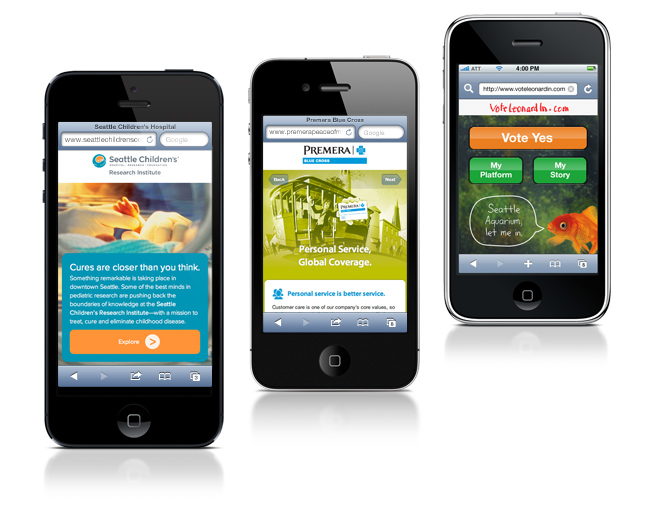 Seattle Children's Hospital
www.seattlechildrensc
Google
Seattle Children's
HOSPITAL • RESEARCH • FOUNDATION
Research Institute
Cures are closer than you think.
Something remarkable is taking place in
downtown Seattle. Some of the best minds in
pediatric research are pushing back the
boundaries of knowledge at the Seattle
Children's Research Institute—with a mission to
treat, cure and eliminate childhood disease.
Explore
Premera Blue Cross
www.premerapeaceofm
Google
PREMERA
BLUE CROSS
Back
Next
PREMERA
Personal Service,
Global Coverage.
Personal service is better service.
Customer care is one of our company's core values, so
ATT
4:00 PM
http://www.voteleonardin.com
VoteLeonardIn.com
Vote Yes
My
Platform
My
Story
Seattle
Aquarium,
let me in.